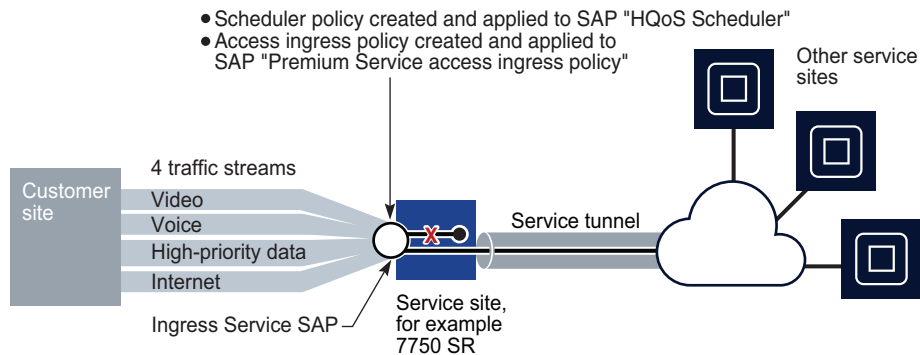 • Scheduler policy created and applied to SAP "HQoS Scheduler"
• Access ingress policy created and applied to
SAP "Premium Service access ingress policy"
Other service
sites
4 traffic streams
Customer
site
Video
Voice
High-priority data
Internet
X
Service tunnel
Ingress Service SAP
Service site,
for example
7750 SR